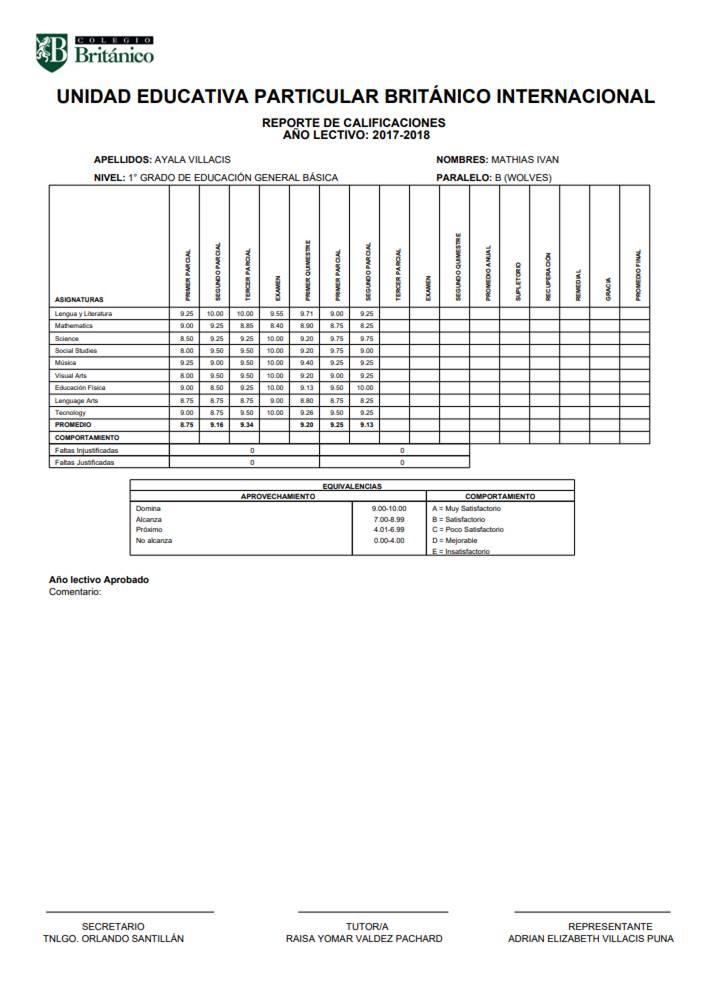 COLEGIO
Británico
UNIDAD EDUCATIVA PARTICULAR BRITÁNICO INTERNACIONAL
REPORTE DE CALIFICACIONES
AÑO LECTIVO: 2017-2018
APELLIDOS: AYALA VILLACIS NOMBRES: MATHIAS IVAN
NIVEL: 1° GRADO DE EDUCACIÓN GENERAL BÁSICA PARALELO: B (WOLVES)
ASIGNATURAS PRIMER PARCIAL SEGUNDO PARCIAL TERCER PARCIAL EXAMEN PRIMER QUIMESTRE PRIMER PARCIAL SEGUNDO PARCIAL TERCER PARCIAL EXAMEN SEGUNDO QUIMESTRE PROMEDIO ANUAL SUPLETORIO RECUPERACIÓN REMEDIAL GRACIA PROMEDIO FINAL
Lengua y Literatura 9.25 10.00 10.00 9.55 9.71 9.00 9.25
Mathematics 9.00 9.25 8.85 8.40 8.90 8.75 8.25
Science 8.50 9.25 9.25 10.00 9.20 9.75 9.75
Social Studies 8.00 9.50 9.50 10.00 9.20 9.75 9.00
Música 9.25 9.00 9.50 10.00 9.40 9.25 9.25
Visual Arts 8.00 9.50 9.50 10.00 9.20 9.00 9.25
Educación Física 9.00 8.50 9.25 10.00 9.13 9.50 10.00
Lenguage Arts 8.75 8.75 8.75 9.00 8.80 8.75 8.25
Tecnology 9.00 8.75 9.50 10.00 9.26 9.50 9.25
PROMEDIO 8.75 9.16 9.34 9.20 9.25 9.13
COMPORTAMIENTO
Faltas Injustificadas 0 0
Faltas Justificadas 0 0
EQUIVALENCIAS
APROVECHAMIENTO COMPORTAMIENTO
Domina 9.00-10.00 A = Muy Satisfactorio
Alcanza 7.00-8.99 B = Satisfactorio
Próximo 4.01-6.99 C = Poco Satisfactorio
No alcanza 0.00-4.00 D = Mejorable
E = Insatisfactorio
Año lectivo Aprobado
Comentario:
SECRETARIO TUTOR/A REPRESENTANTE
TNLGO. ORLANDO SANTILLÁN RAISA YOMAR VALDEZ PACHARD ADRIAN ELIZABETH VILLACIS PUNA